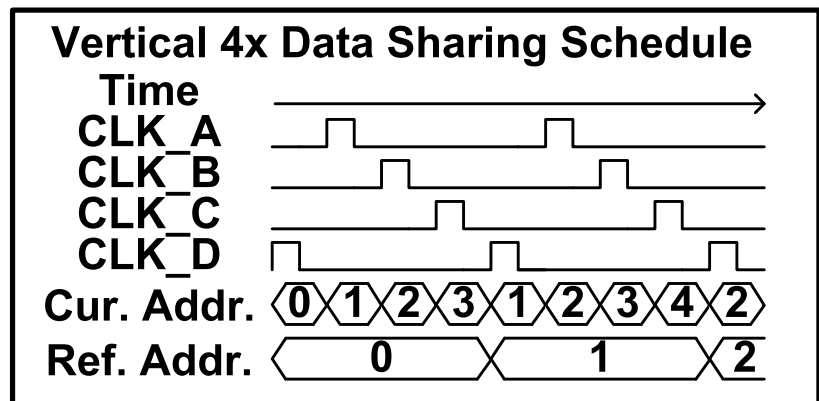 Vertical 4x Data Sharing Schedule
Time
CLK_A
CLK_B
CLK_C
CLK_D
Cur. Addr. 0 1 2 3 1 2 3 4 2
Ref. Addr. 0 1 2